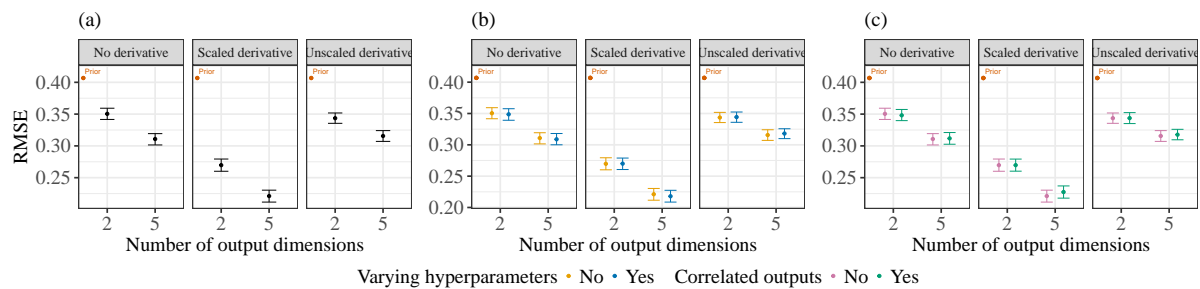 (a)
No derivative
Scaled derivative
Unscaled derivative
Prior
Prior
Prior
RMSE
0.40
0.35
0.30
0.25
2
5
2
5
2
5
Number of output dimensions
(b)
No derivative
Scaled derivative
Unscaled derivative
Prior
Prior
Prior
0.40
0.35
0.30
0.25
0.20
2
5
2
5
2
5
Number of output dimensions
(c)
No derivative
Scaled derivative
Unscaled derivative
Prior
Prior
Prior
0.40
0.35
0.30
0.25
2
5
2
5
2
5
Number of output dimensions
Varying hyperparameters No Yes Correlated outputs No Yes